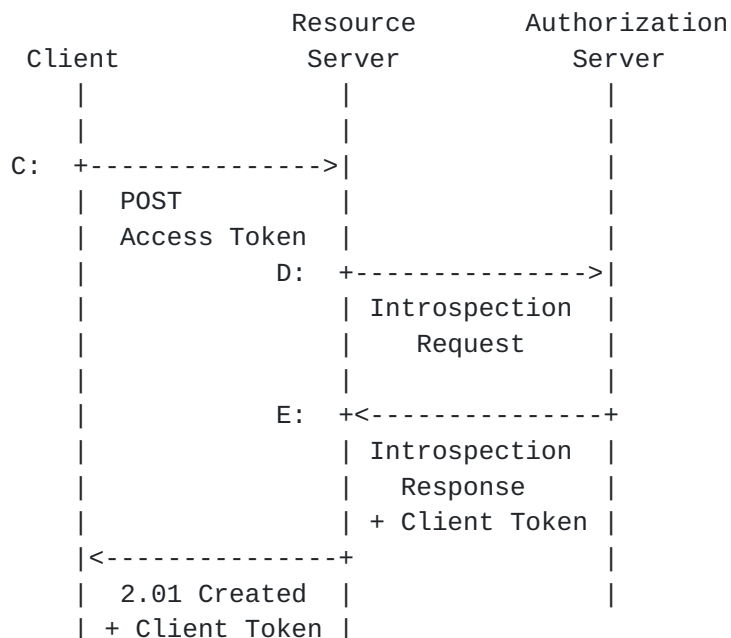 Resource       Authorization
  Client            Server           Server
     |                 |                |
     |                 |                |
C:   +--------------->|                |
     |  POST           |                |
     |  Access Token   |                |
     |            D:   +--------------->|
     |                 | Introspection  |
     |                 |    Request     |
     |                 |                |
     |            E:   +<---------------+
     |                 | Introspection  |
     |                 |   Response     |
     |                 | + Client Token |
     |<---------------+                |
     |  2.01 Created   |                |
     | + Client Token  |